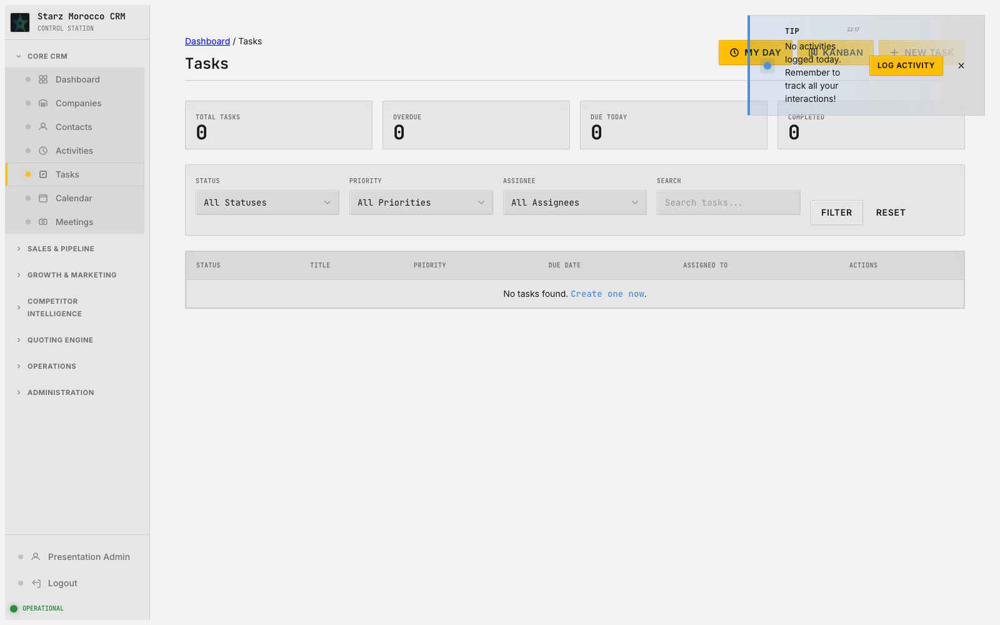 Starz Morocco CRM
CONTROL STATION
CORE CRM
Dashboard
Companies
Contacts
Activities
Tasks
Calendar
Meetings
SALES & PIPELINE
GROWTH & MARKETING
COMPETITOR
INTELLIGENCE
QUOTING ENGINE
OPERATIONS
ADMINISTRATION
Presentation Admin
Logout
OPERATIONAL
Dashboard / Tasks
Tasks
MY DAY
KANBAN
NEW TASK
TIP
22:17
No activities
logged today.
Remember to
track all your
interactions!
LOG ACTIVITY
TOTAL TASKS
0
OVERDUE
0
DUE TODAY
0
COMPLETED
0
STATUS
All Statuses
PRIORITY
All Priorities
ASSIGNEE
All Assignees
SEARCH
Search tasks...
FILTER
RESET
STATUS TITLE PRIORITY DUE DATE ASSIGNED TO ACTIONS
No tasks found. Create one now.